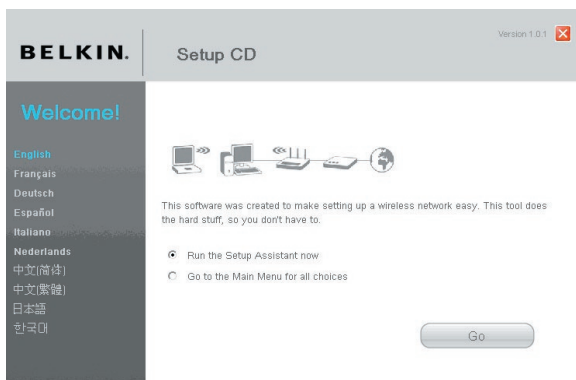 BELKIN.
Setup CD
Version 1.0.1
Welcome!
English
Français
Deutsch
Español
Italiano
Nederlands
中文(简体)
中文(繁體)
日本語
한국어
This software was created to make setting up a wireless network easy. This tool does
the hard stuff, so you don't have to.
Run the Setup Assistant now
Go to the Main Menu for all choices
Go